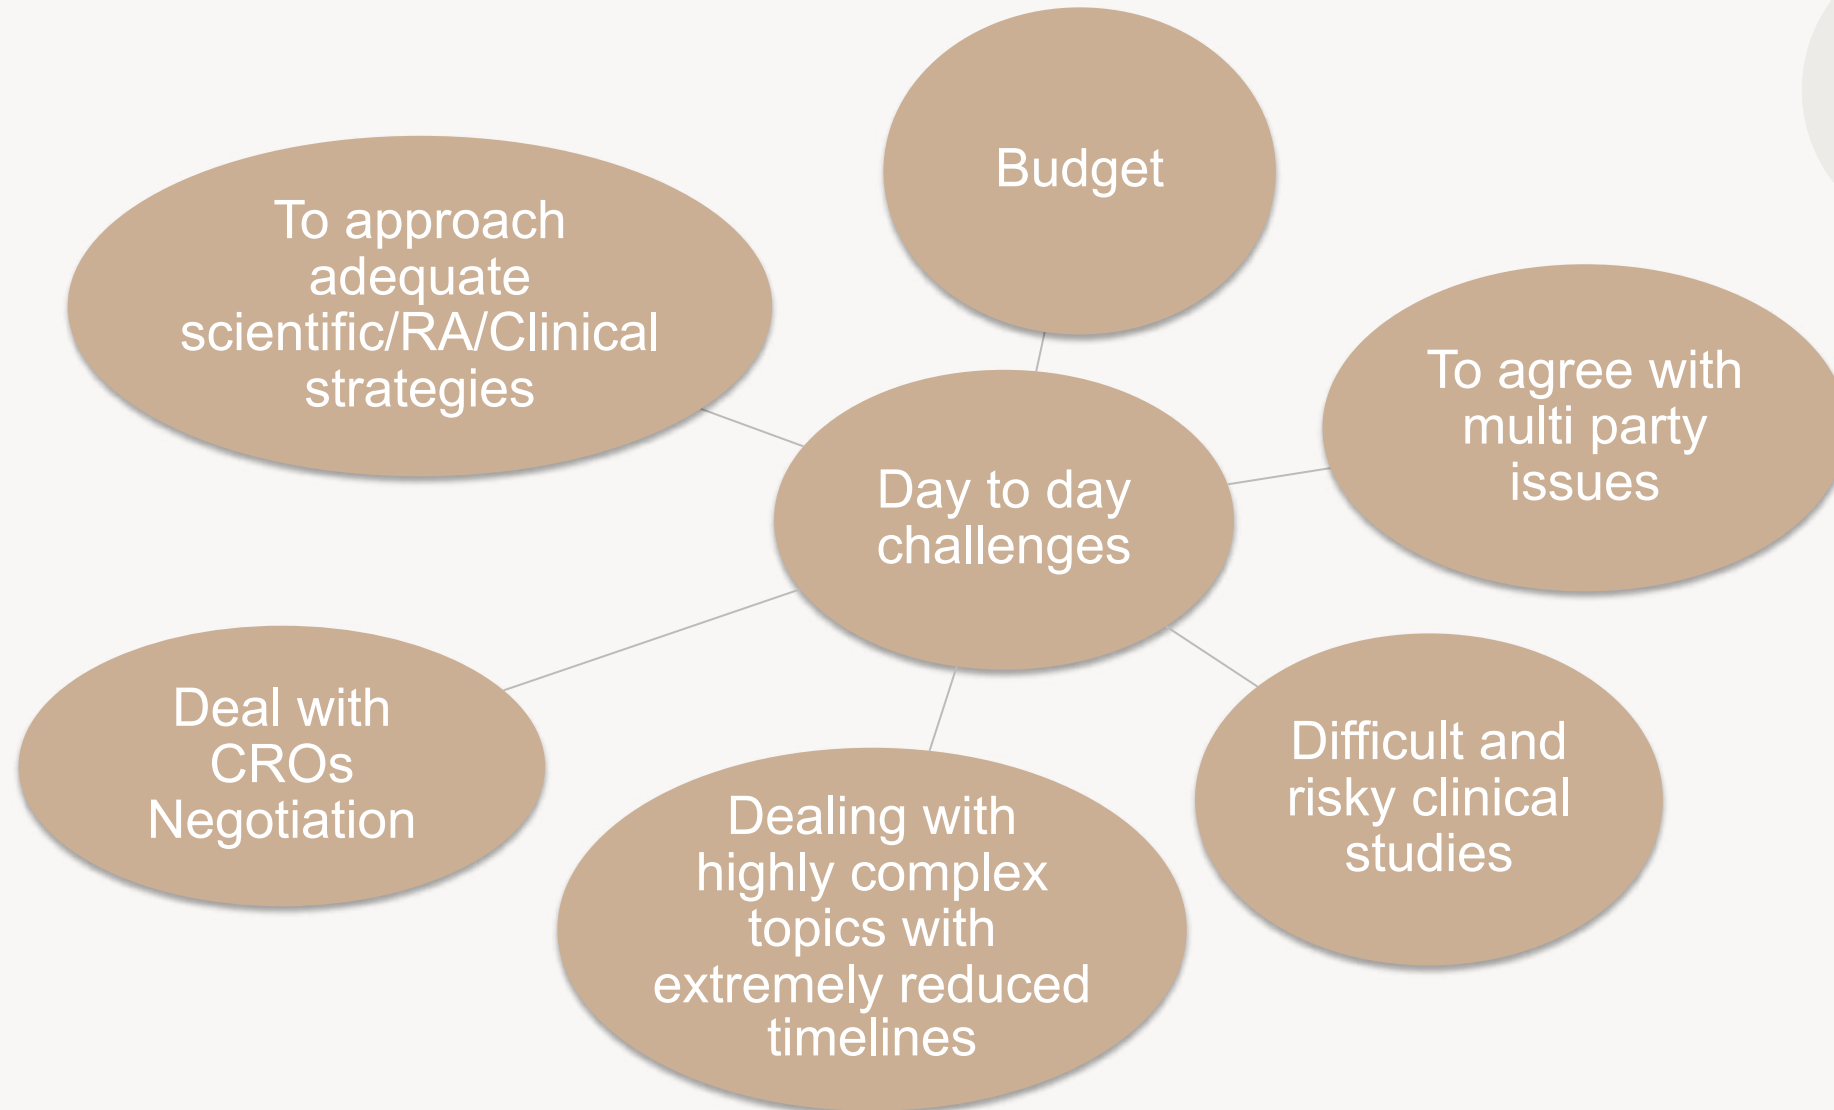 Budget
To approach
adequate
scientific/RA/Clinical
strategies
To agree with
multi party
issues
Day to day
challenges
Deal with
CROs
Negotiation
Difficult and
risky clinical
studies
Dealing with
highly complex
topics with
extremely reduced
timelines